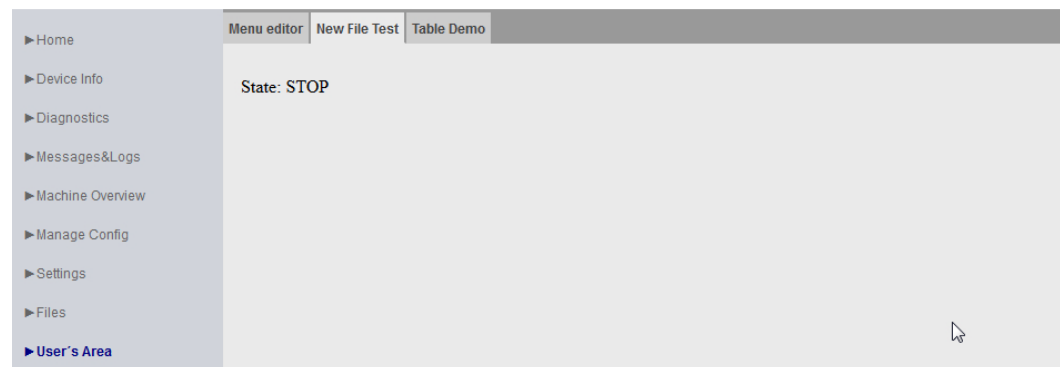 Menu editor New File Test Table Demo
►Home
►Device Info
►Diagnostics
►Messages&Logs
►Machine Overview
►Manage Config
►Settings
►Files
►User´s Area
State: STOP